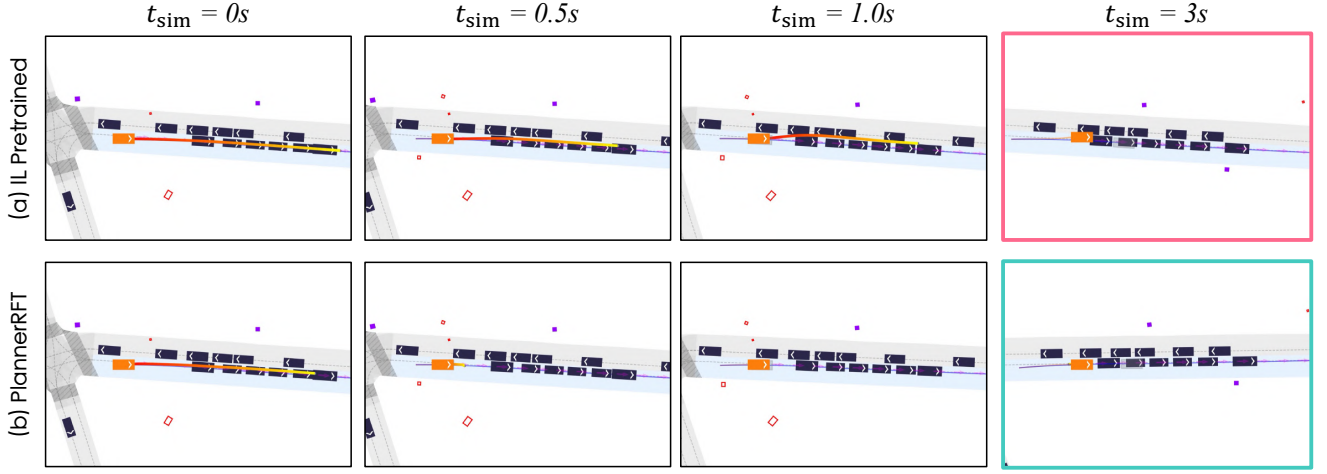 t_sim = 0s
t_sim = 0.5s
t_sim = 1.0s
t_sim = 3s
(a) IL Pretrained
(b) PlannerRFT